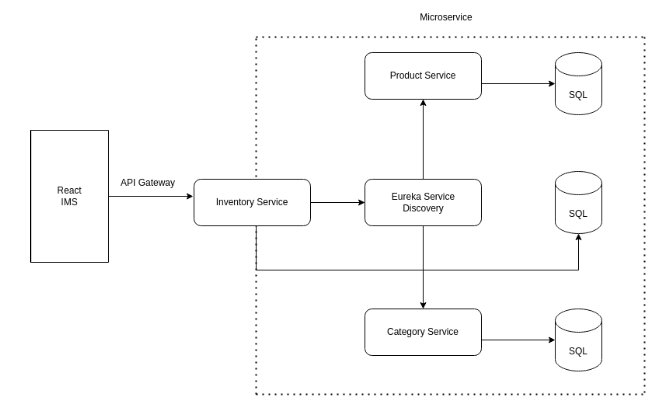 Microservice
Product Service
SQL
React
IMS
API Gateway
Inventory Service
Eureka Service
Discovery
SQL
Category Service
SQL